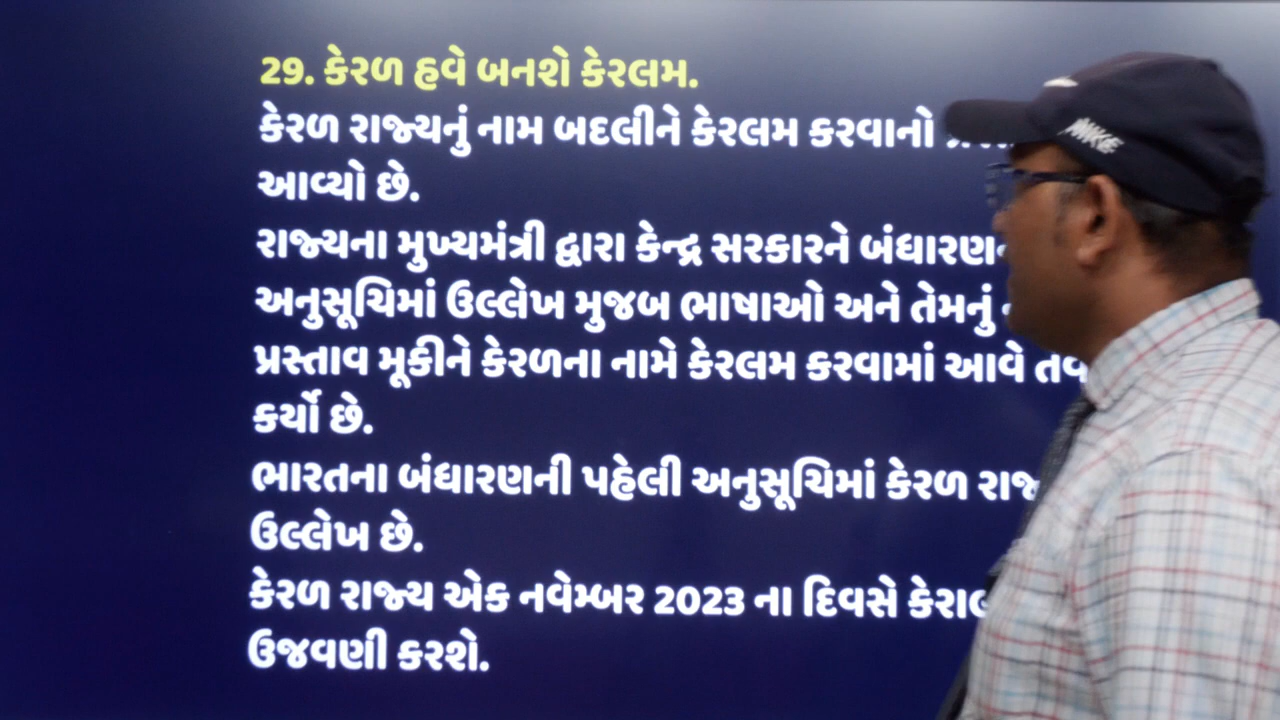 29. કેરળ હવે બનશે કેરલમ.
કેરળ રાજ્યનું નામ બદલીને કેરલમ કરવાનો
આવ્યો છે.
રાજ્યના મુખ્યમંત્રી દ્વારા કેન્દ્ર સરકારને
અનુસૂચિમાં ઉલ્લેખ મુજબ ભાષાઓ અને તેમનું
પ્રસ્તાવ મૂકીને કેરળના નામે કેરલમ કરવામાં આવે
કર્યો છે.
ભારતના બંધારણની પહેલી અનુસૂચિમાં કેરળ
ઉલ્લેખ છે.
કેરળ રાજ્ય એક નવેમ્બર 2023 ના દિવસે
ઉજવણી કરશે.
NIKE